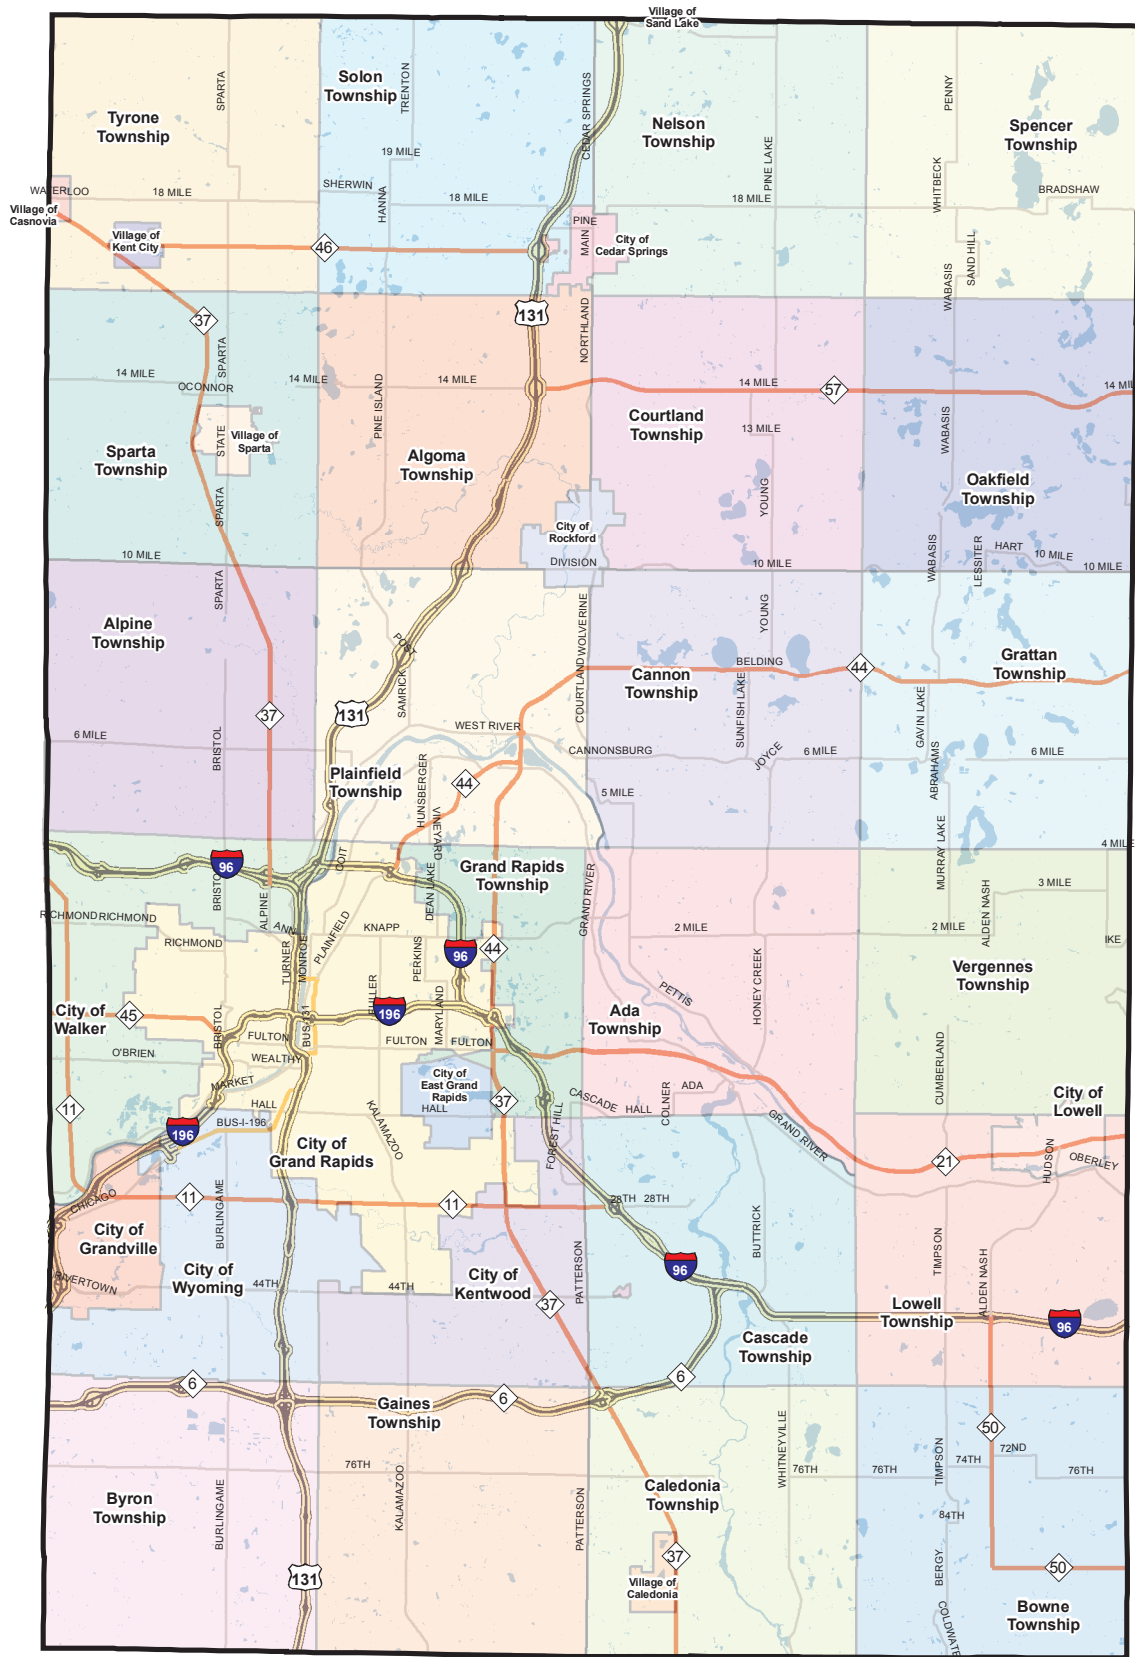 Village of
Sand Lake
Solon
Township
TRENTON
SPARTA
CEDAR SPRINGS
PENNY
Tyrone
Township
Nelson
Township
Spencer
Township
19 MILE
PINE LAKE
WATERLOO
18 MILE
SHERWIN
HANNA
18 MILE
18 MILE
WHITBECK
BRADSHAW
Village of
Casnovia
Village of
Kent City
46
PINE
MAIN
City of
Cedar Springs
SAND HILL
WABASIS
37
131
NORTHLAND
SPARTA
14 MILE
OCONNOR
14 MILE
14 MILE
14 MILE
57
14 MIL
PINE ISLAND
Courtland
Township
13 MILE
WABASIS
STATE
Village of
Sparta
Sparta
Township
Algoma
Township
Oakfield
Township
YOUNG
SPARTA
City of
Rockford
DIVISION
10 MILE
10 MILE
WABASIS
LESSITER
HART
10 MILE
10 MILE
SPARTA
Alpine
Township
YOUNG
POST
WOLVERINE
COURTLAND
BELDING
44
Grattan
Township
Cannon
Township
SAMRICK
SUNFISH LAKE
GAVIN LAKE
37
131
WEST RIVER
6 MILE
BRISTOL
CANNONSBURG
JOYCE
6 MILE
6 MILE
Plainfield
Township
HUNSBERGER
44
5 MILE
ABRAHAMS
VINEYARD
MURRAY LAKE
4 MILE
96
COIT
Grand Rapids
Township
BRISTOL
ALPINE
DEAN LAKE
GRAND RIVER
3 MILE
ALDEN NASH
RICHMOND
RICHMOND
RICHMOND
ANN
PLAINFIELD
KNAPP
2 MILE
2 MILE
IKE
TURNER
MONROE
PERKINS
96
44
Vergennes
Township
FULLER
MARYLAND
HONEY CREEK
PETTIS
City of
Walker
45
196
Ada
Township
BRISTOL
BUS-131
FULTON
FULTON
FULTON
O'BRIEN
WEALTHY
CUMBERLAND
MARKET
City of
East Grand
Rapids
HALL
HALL
37
CASCADE
HALL
COLNER
ADA
City of
Lowell
11
BUS-I-196
196
KALAMAZOO
FOREST HILL
GRAND RIVER
City of
Grand Rapids
21
HUDSON
OBERLEY
CHICAGO
11
11
28TH
28TH
BURLINGAME
BUTTRICK
TIMPSON
City of
Grandville
PATTERSON
ALDEN NASH
RIVERTOWN
City of
Wyoming
44TH
44TH
City of
Kentwood
96
37
Lowell
Township
96
Cascade
Township
6
6
6
Gaines
Township
WHITNEYVILLE
50
72ND
74TH
76TH
76TH
76TH
76TH
TIMPSON
KALAMAZOO
BURLINGAME
Byron
Township
Caledonia
Township
PATTERSON
84TH
37
BERGY
50
131
Village of
Caledonia
Bowne
Township
COLDWATE